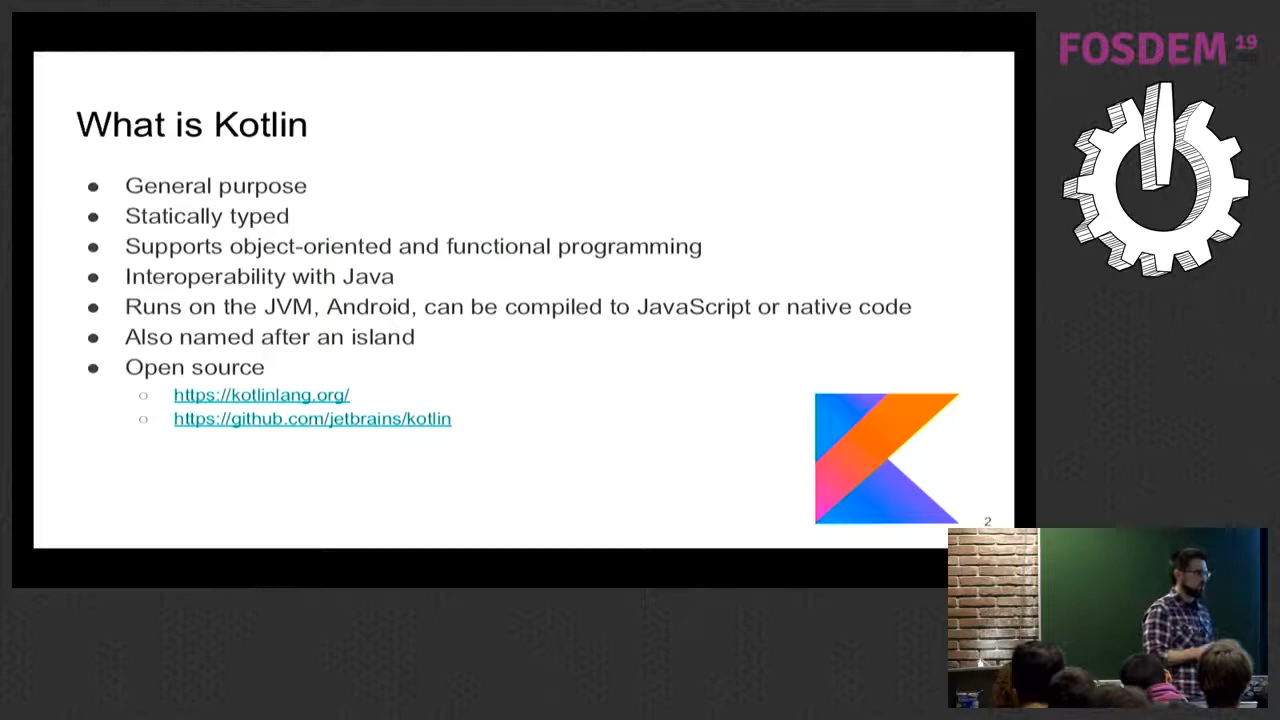 What is Kotlin
● General purpose
● Statically typed
● Supports object-oriented and functional programming
● Interoperability with Java
● Runs on the JVM, Android, can be compiled to JavaScript or native code
● Also named after an island
● Open source
○ https://kotlinlang.org/
○ https://github.com/jetbrains/kotlin
2
FOSDEM 19